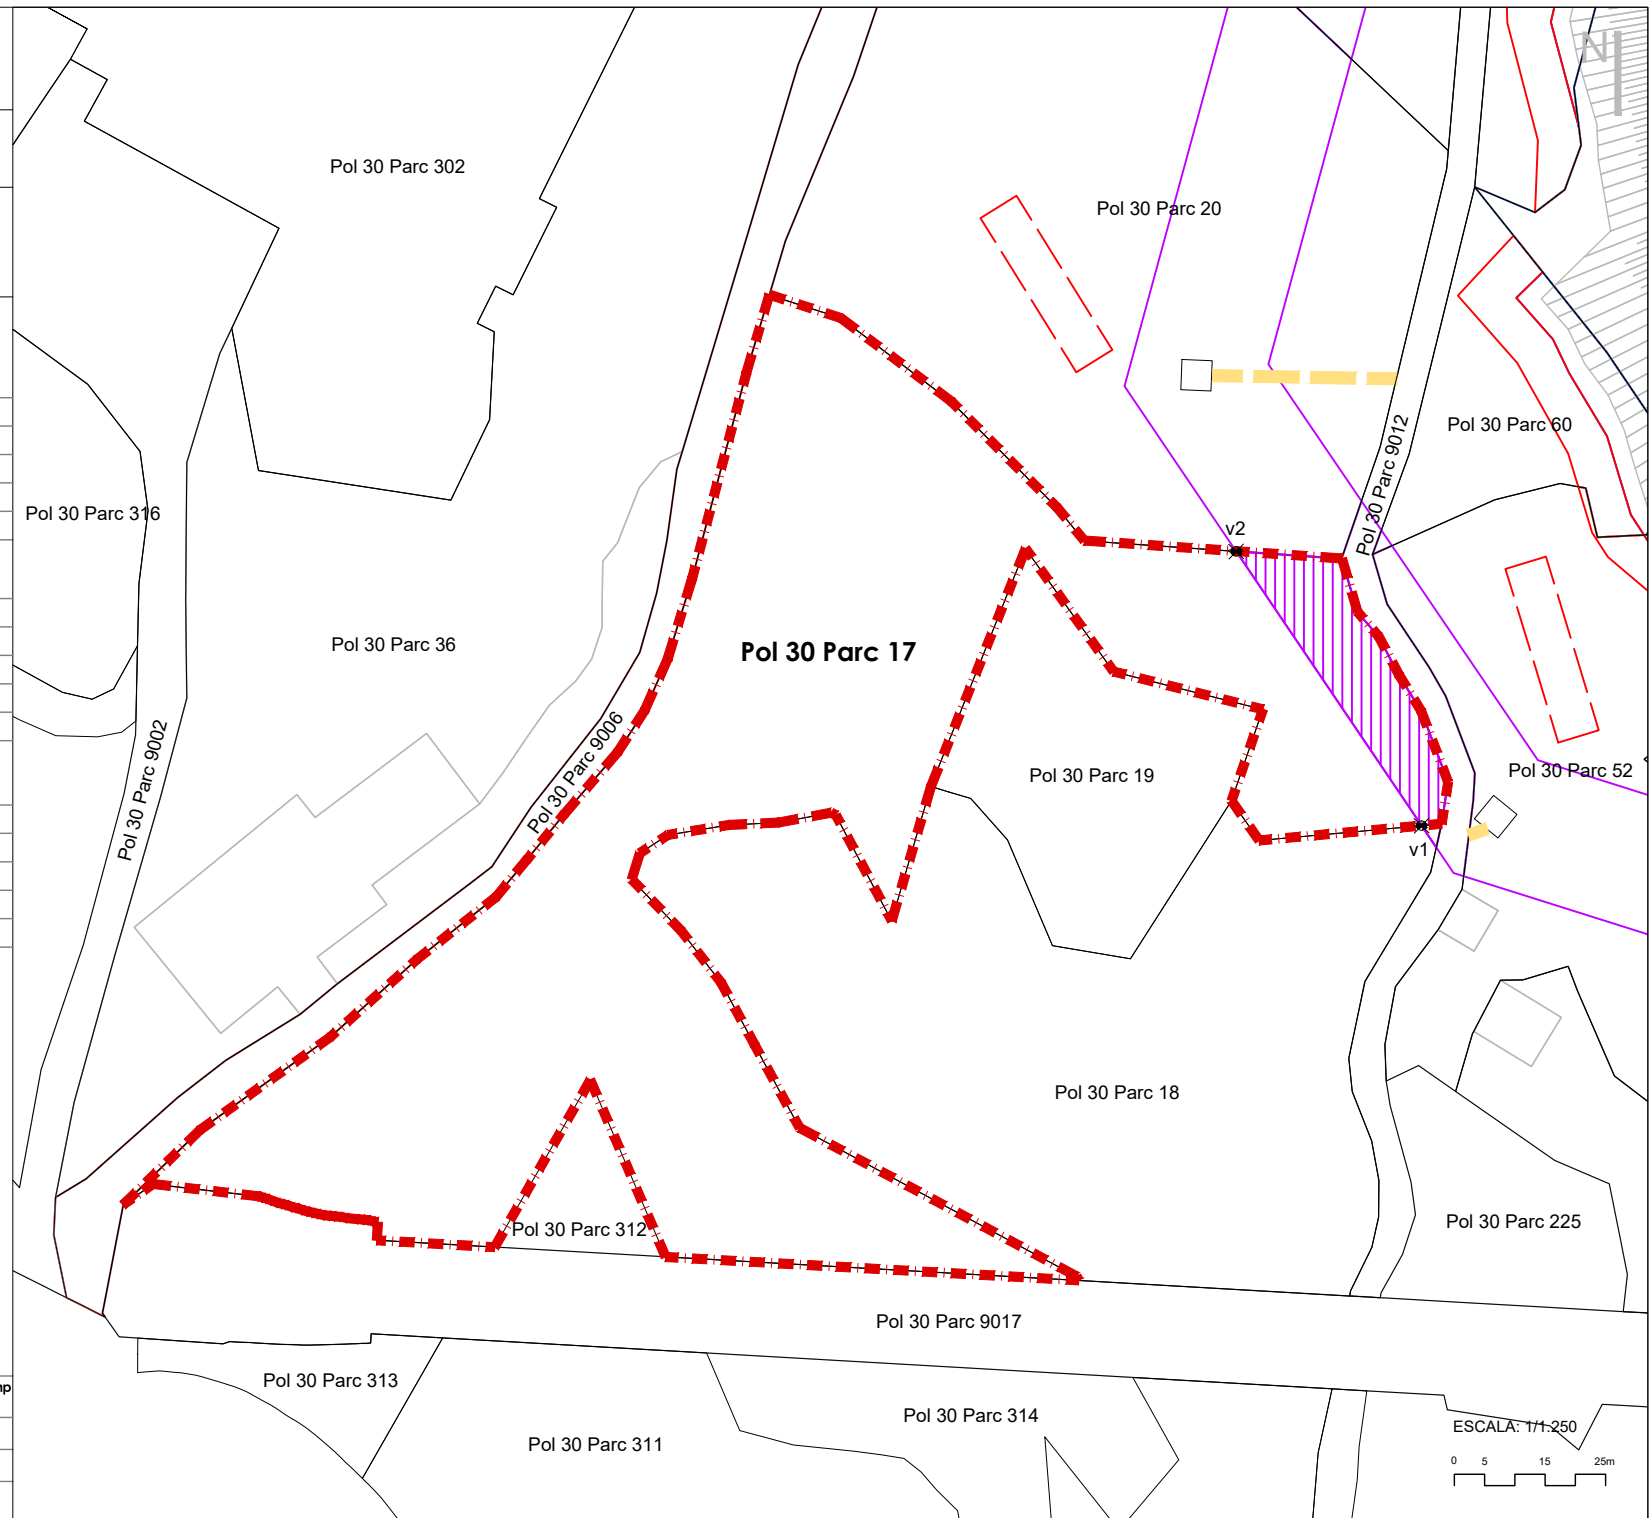 N
Pol 30 Parc 302
Pol 30 Parc 20
Pol 30 Parc 60
Pol 30 Parc 9012
Pol 30 Parc 316
v2
Pol 30 Parc 36
Pol 30 Parc 17
Pol 30 Parc 9006
Pol 30 Parc 9002
Pol 30 Parc 19
Pol 30 Parc 52
v1
Pol 30 Parc 18
Pol 30 Parc 312
Pol 30 Parc 225
Pol 30 Parc 9017
Pol 30 Parc 313
Pol 30 Parc 314
Pol 30 Parc 311
ESCALA: 1/1.250
0 5 15 25m